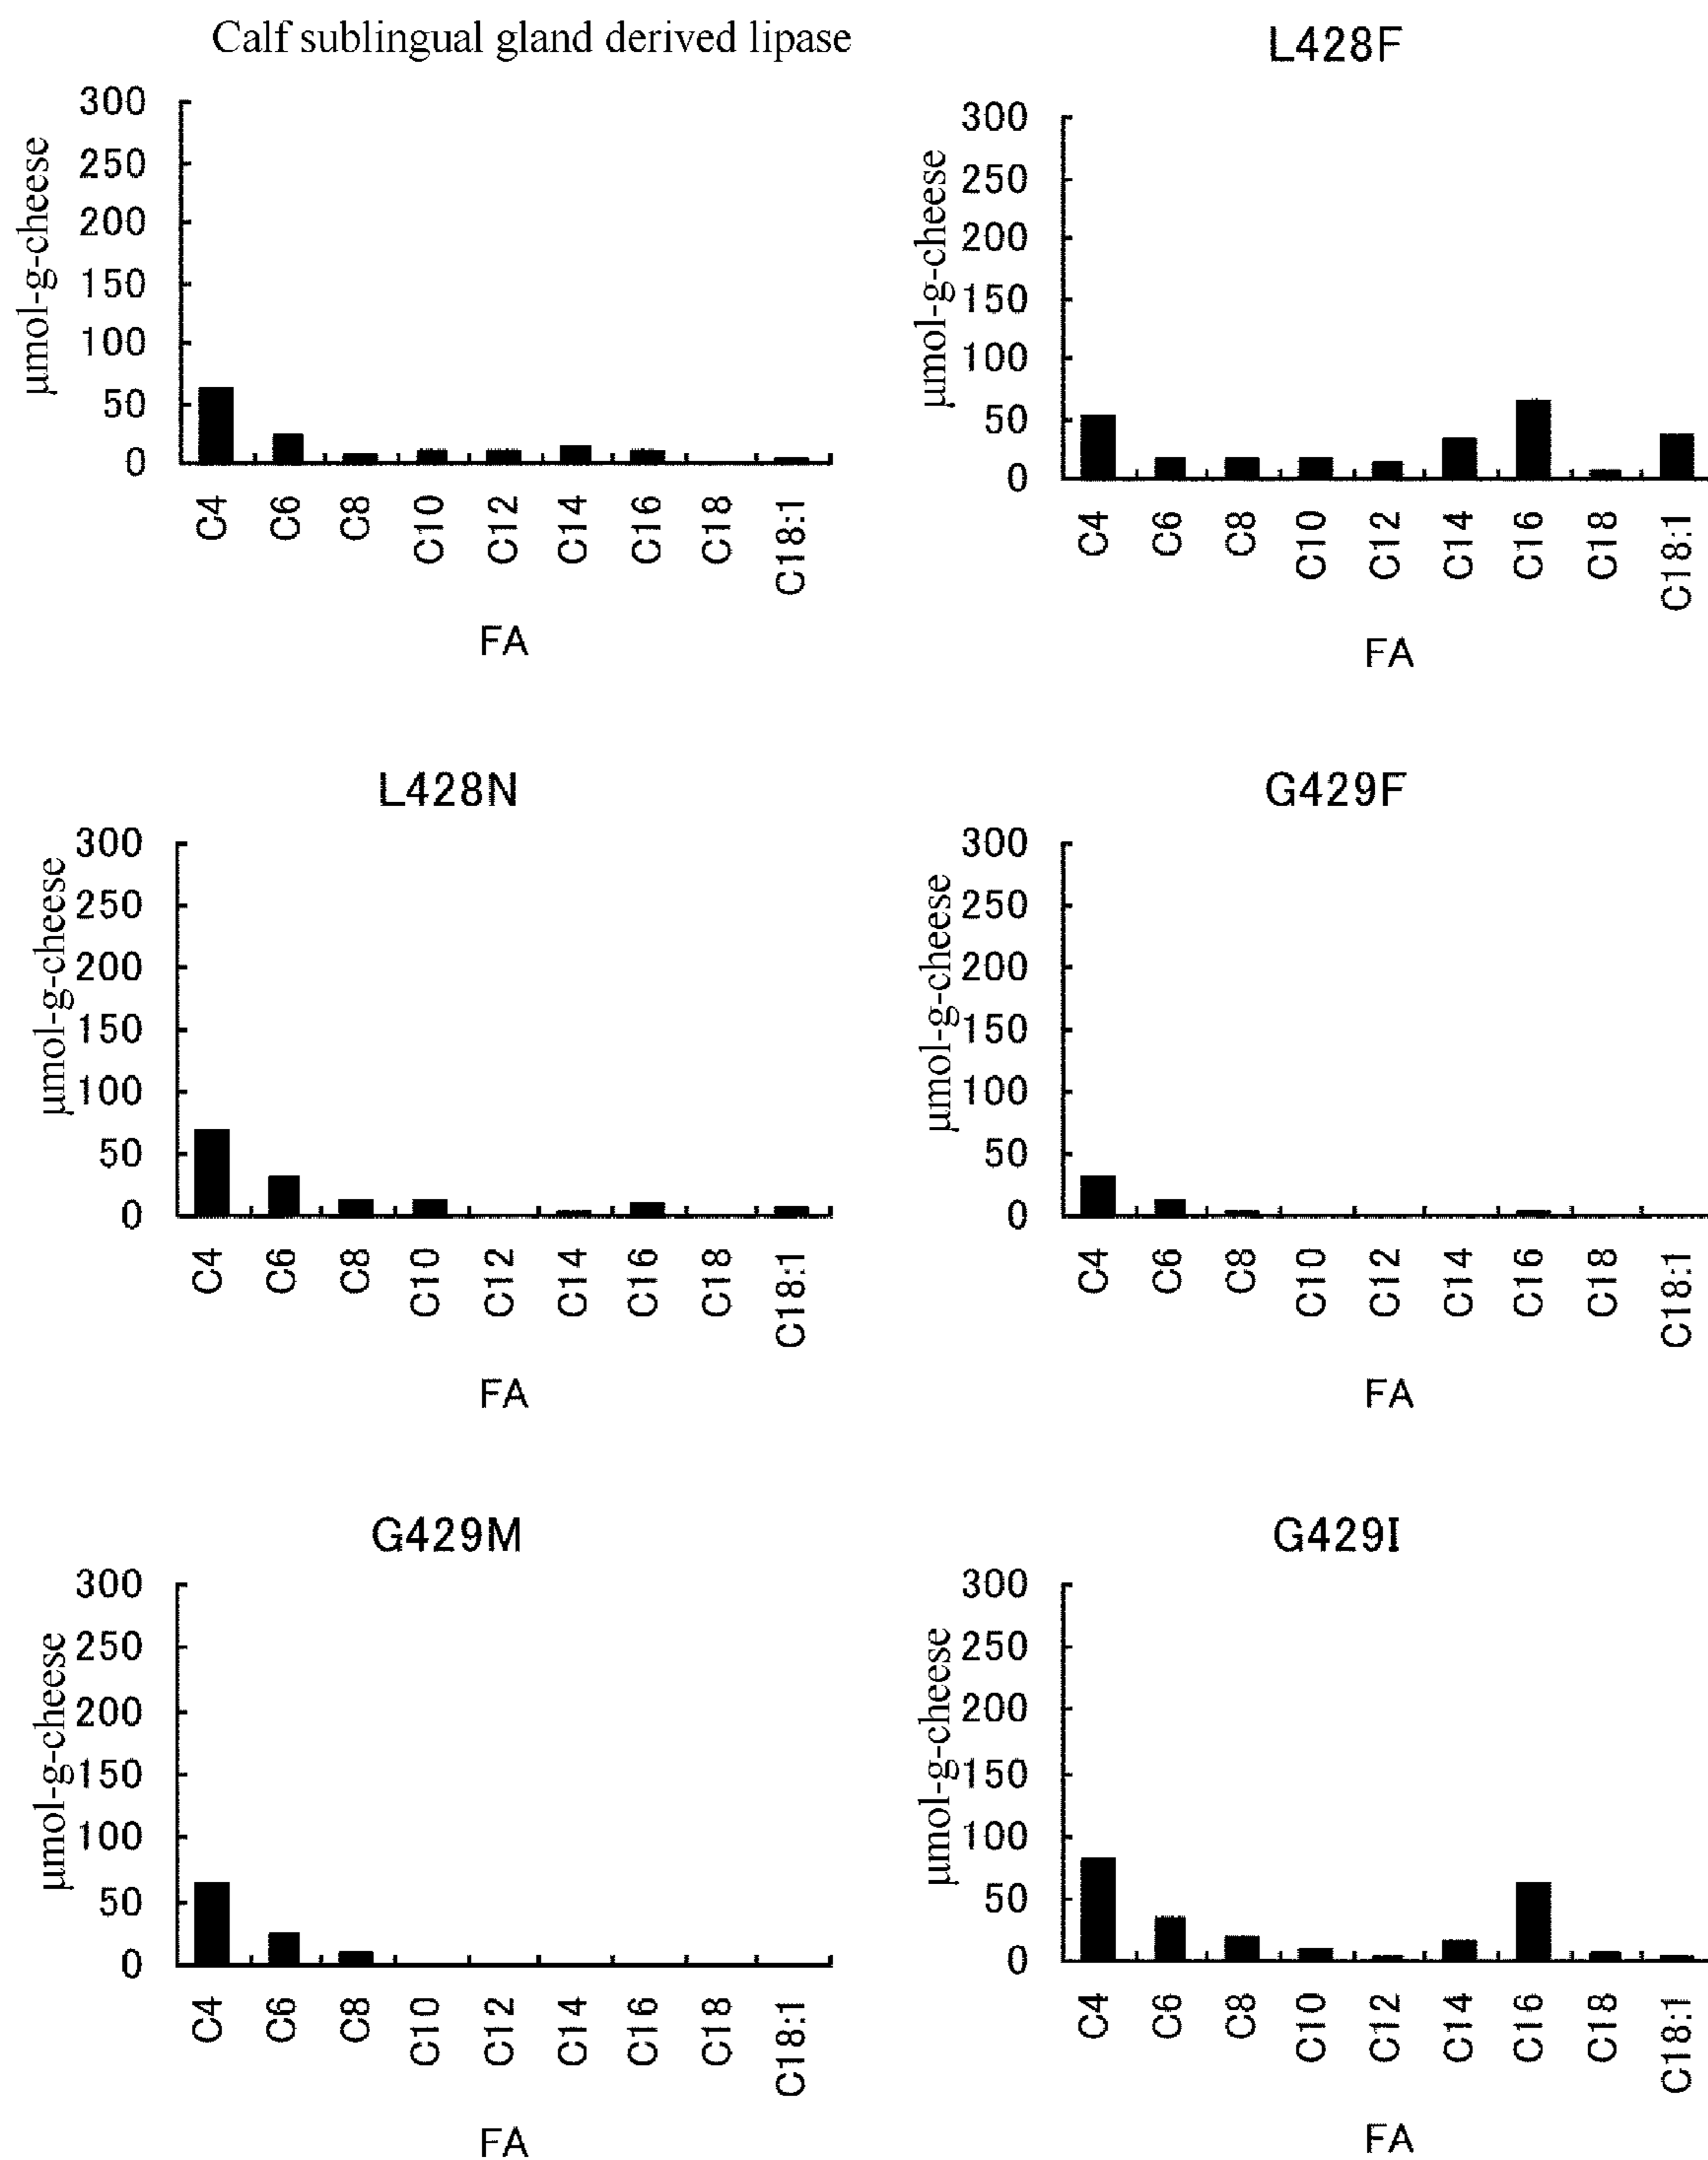 Calf sublingual gland derived lipase
µmol-g-cheese
300
250
200
150
100
50
0
C4
C6
C8
C10
C12
C14
C16
C18
C18:1
FA
L428F
µmol-g-cheese
300
250
200
150
100
50
0
C4
C6
C8
C10
C12
C14
C16
C18
C18:1
FA
L428N
µmol-g-cheese
300
250
200
150
100
50
0
C4
C6
C8
C10
C12
C14
C16
C18
C18:1
FA
G429F
µmol-g-cheese
300
250
200
150
100
50
0
C4
C6
C8
C10
C12
C14
C16
C18
C18:1
FA
G429M
µmol-g-cheese
300
250
200
150
100
50
0
C4
C6
C8
C10
C12
C14
C16
C18
C18:1
FA
G429I
µmol-g-cheese
300
250
200
150
100
50
0
C4
C6
C8
C10
C12
C14
C16
C18
C18:1
FA